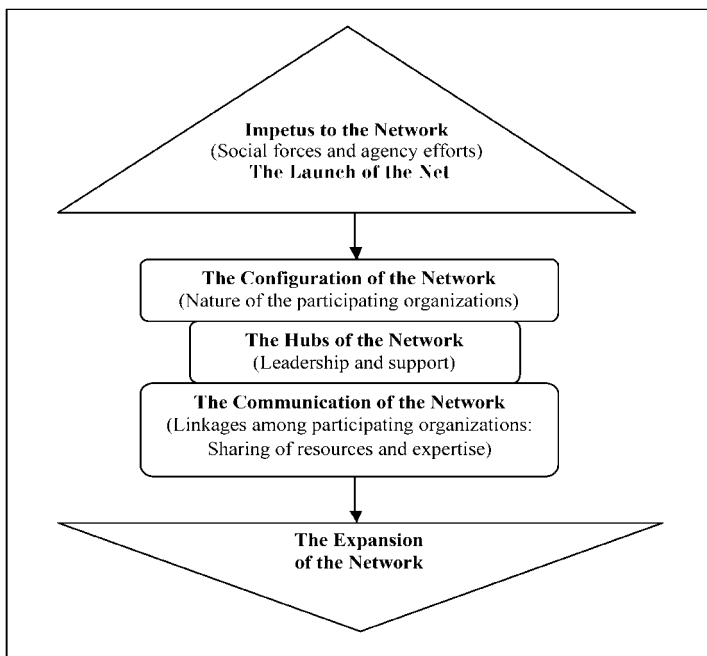 Impetus to the Network
(Social forces and agency efforts)
The Launch of the Net
The Configuration of the Network
(Nature of the participating organizations)
The Hubs of the Network
(Leadership and support)
The Communication of the Network
(Linkages among participating organizations:
Sharing of resources and expertise)
The Expansion
of the Network